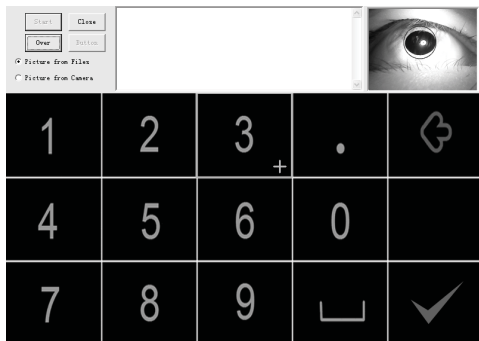 Start Close
Over Button
Picture from Files
Picture from Camera
1 2 3 .
4 5 6 0
7 8 9